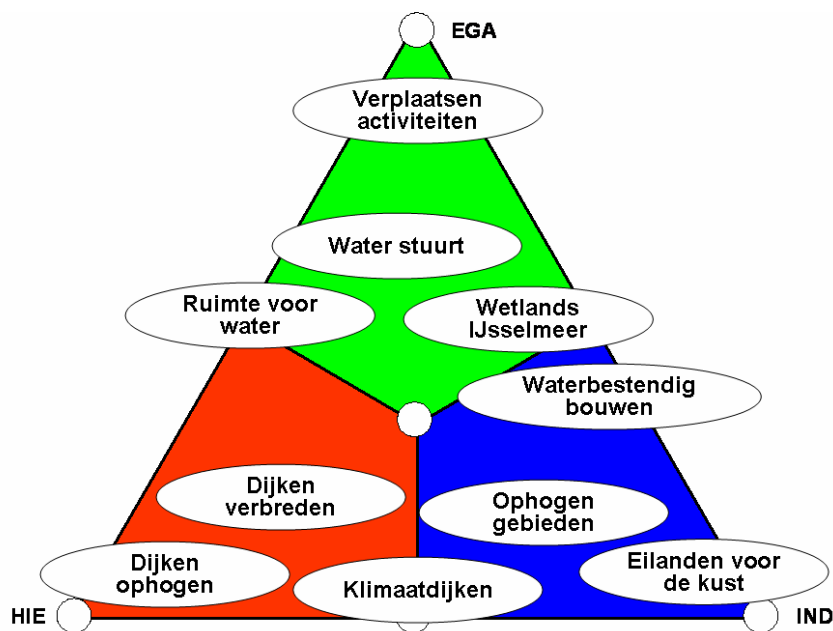 EGA
Verplaatsen
activiteiten
Water stuurt
Ruimte voor
water
Wetlands
IJsselmeer
Waterbestendig
bouwen
Dijken
verbreden
Ophogen
gebieden
Dijken
ophogen
Klimaatdijken
Eilanden voor
de kust
HIE
IND